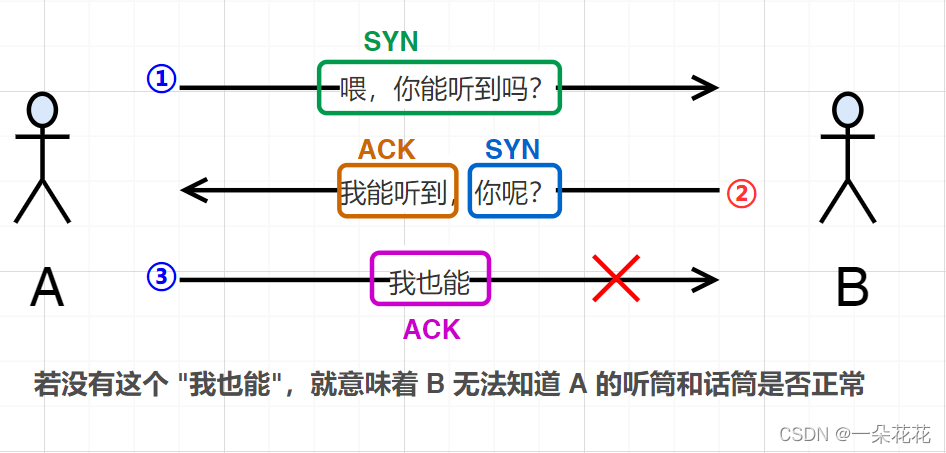 SYN
① 喂，你能听到吗？
ACK SYN
我能听到，你呢？ ②
③ 我也能
ACK
A B
若没有这个 "我也能"，就意味着 B 无法知道 A 的听筒和话筒是否正常
CSDN @一朵花花